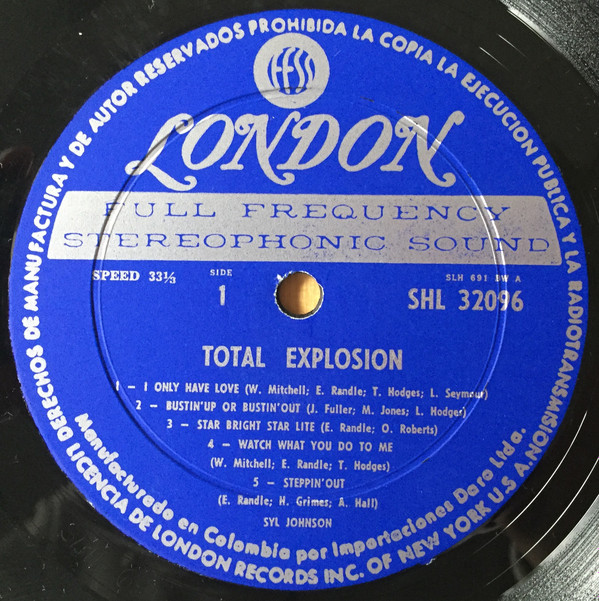 DERECHOS DE MANUFACTURA Y DE AUTOR RESERVADOS PROHIBIDA LA COPIA LA EJECUCION PUBLICA Y LA RADIOTRANSMISION
FFSS
LONDON
FULL FREQUENCY
STEREOPHONIC SOUND
SPEED 33⅓
SIDE
1
SLH 691 BW A
SHL 32096
TOTAL EXPLOSION
1 – I ONLY HAVE LOVE (W. Mitchell; E. Randle; T. Hodges; L. Seymour)
2 – BUSTIN'UP OR BUSTIN'OUT (J. Fuller; M. Jones; L. Hodges)
3 – STAR BRIGHT STAR LITE (E. Randle; O. Roberts)
4 – WATCH WHAT YOU DO TO ME
(W. Mitchell; E. Randle; T. Hodges)
5 – STEPPIN'OUT
(E. Randle; H. Grimes; A. Hall)
SYL JOHNSON
Manufacturado en Colombia por Importaciones Daro Ltda.
LICENCIA DE LONDON RECORDS INC. OF NEW YORK U.S.A